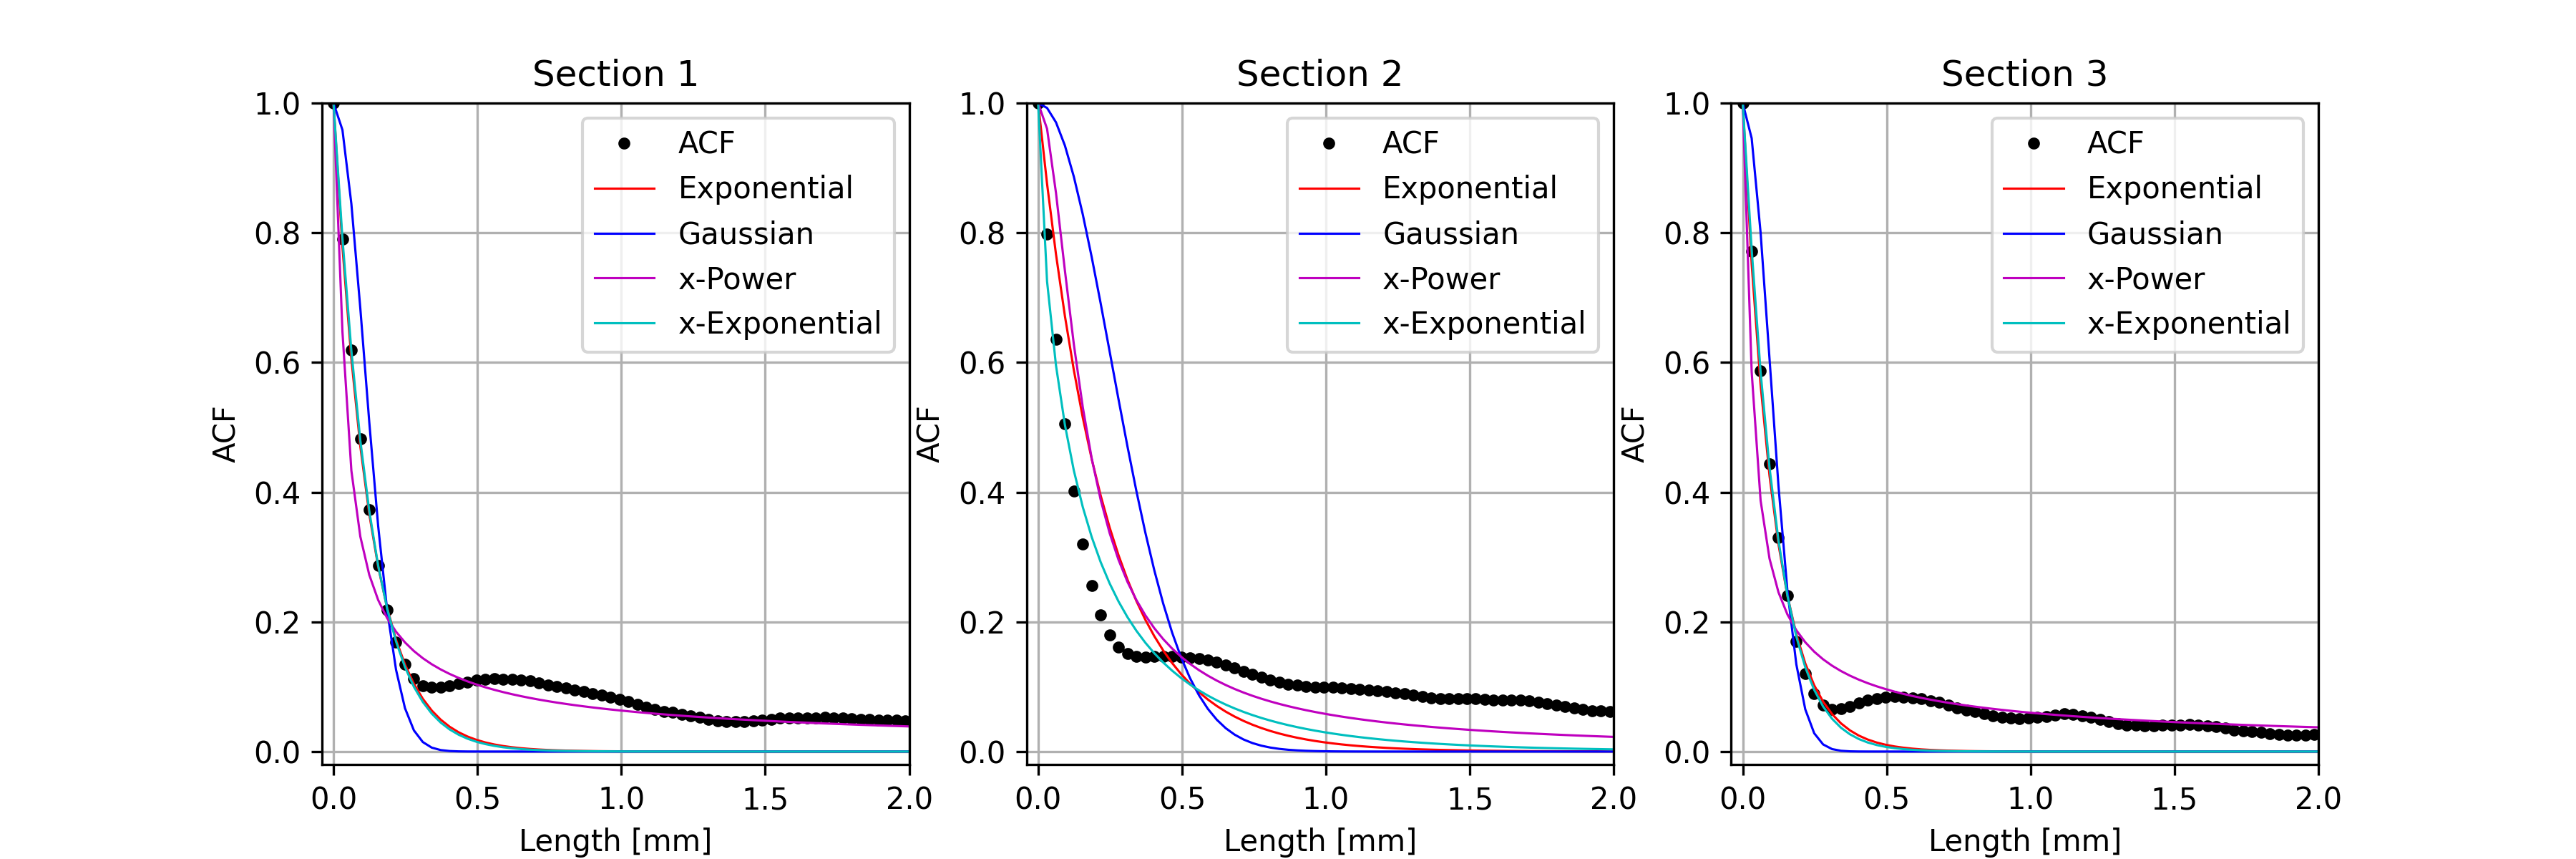 Section 1
1.0
0.8
0.6
0.4
0.2
0.0
ACF
0.0 0.5 1.0 1.5 2.0
Length [mm]
ACF
Exponential
Gaussian
x-Power
x-Exponential
Section 2
1.0
0.8
0.6
0.4
0.2
0.0
ACF
0.0 0.5 1.0 1.5 2.0
Length [mm]
ACF
Exponential
Gaussian
x-Power
x-Exponential
Section 3
1.0
0.8
0.6
0.4
0.2
0.0
ACF
0.0 0.5 1.0 1.5 2.0
Length [mm]
ACF
Exponential
Gaussian
x-Power
x-Exponential